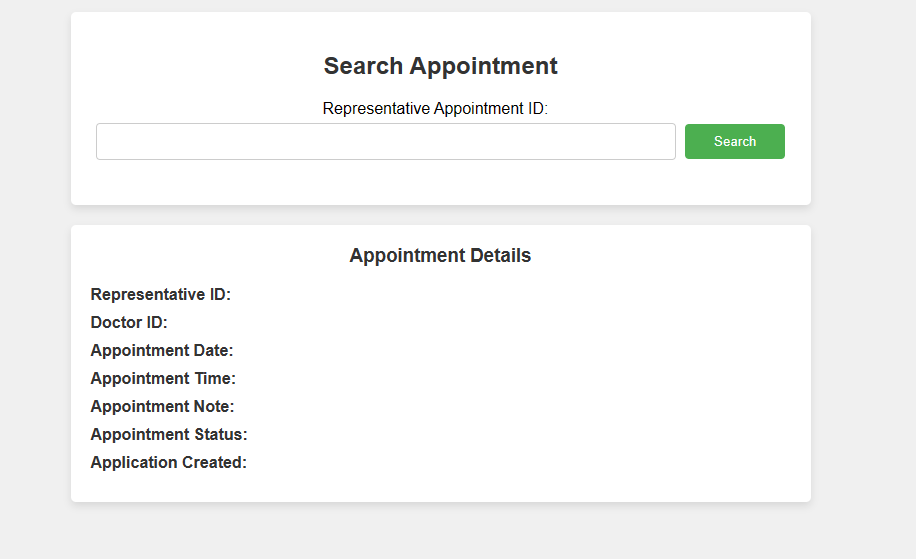 Search Appointment
Representative Appointment ID:
Search
Appointment Details
Representative ID:
Doctor ID:
Appointment Date:
Appointment Time:
Appointment Note:
Appointment Status:
Application Created: